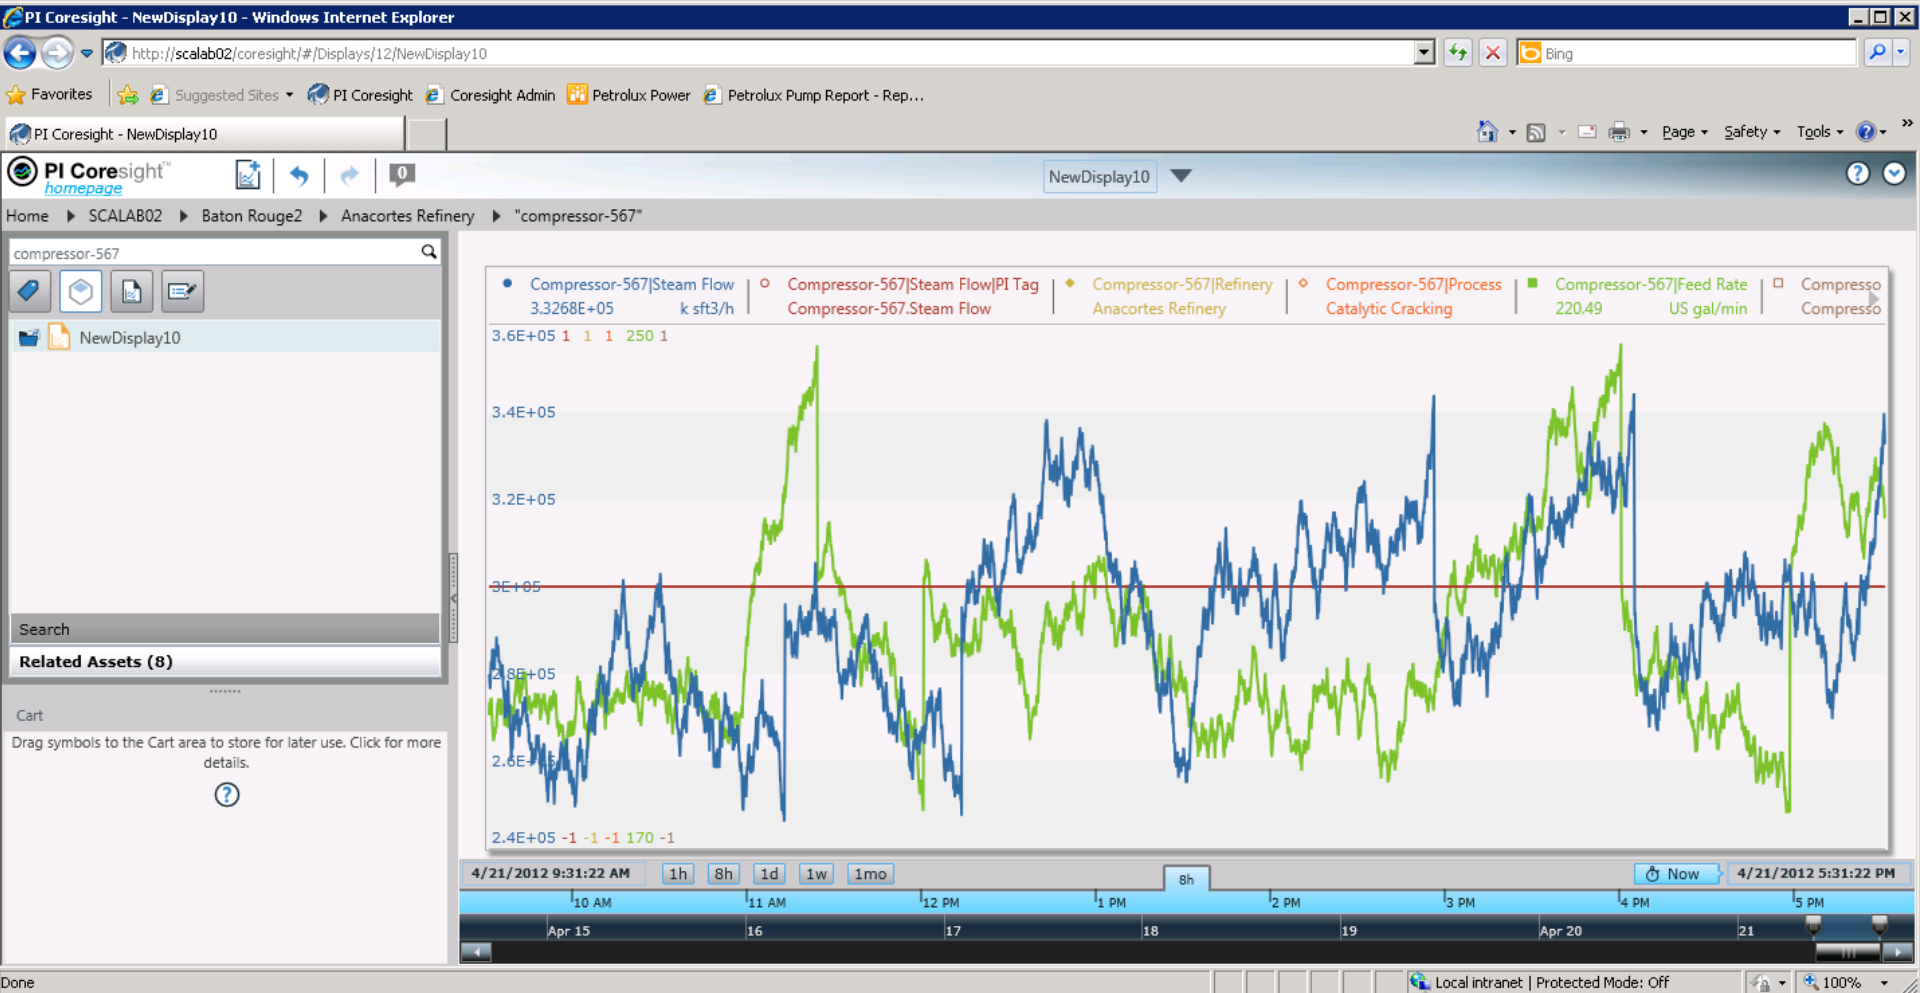 PI Coresight - NewDisplay10 - Windows Internet Explorer
http://scalab02/coresight/#/Displays/12/NewDisplay10
Bing
Favorites Suggested Sites PI Coresight Coresight Admin Petrolux Power Petrolux Pump Report - Rep...
PI Coresight - NewDisplay10
Page Safety Tools »
PI Coresight™
homepage
0
NewDisplay10
Home SCALAB02 Baton Rouge2 Anacortes Refinery "compressor-567"
compressor-567
NewDisplay10
Search
Related Assets (8)
Cart
Drag symbols to the Cart area to store for later use. Click for more
details.
Compressor-567|Steam Flow Compressor-567|Steam Flow|PI Tag Compressor-567|Refinery Compressor-567|Process Compressor-567|Feed Rate Compresso
3.3268E+05 k sft3/h Compressor-567.Steam Flow Anacortes Refinery Catalytic Cracking 220.49 US gal/min Compresso
3.6E+05 1 1 1 250 1
3.4E+05
3.2E+05
3E+05
2.8E+05
2.4E+05 -1 -1 -1 170 -1
4/21/2012 9:31:22 AM 1h 8h 1d 1w 1mo 8h Now 4/21/2012 5:31:22 PM
10 AM 11 AM 12 PM 1 PM 2 PM 3 PM 4 PM 5 PM
Apr 15 16 17 18 19 Apr 20 21
Done
Local intranet | Protected Mode: Off 100%